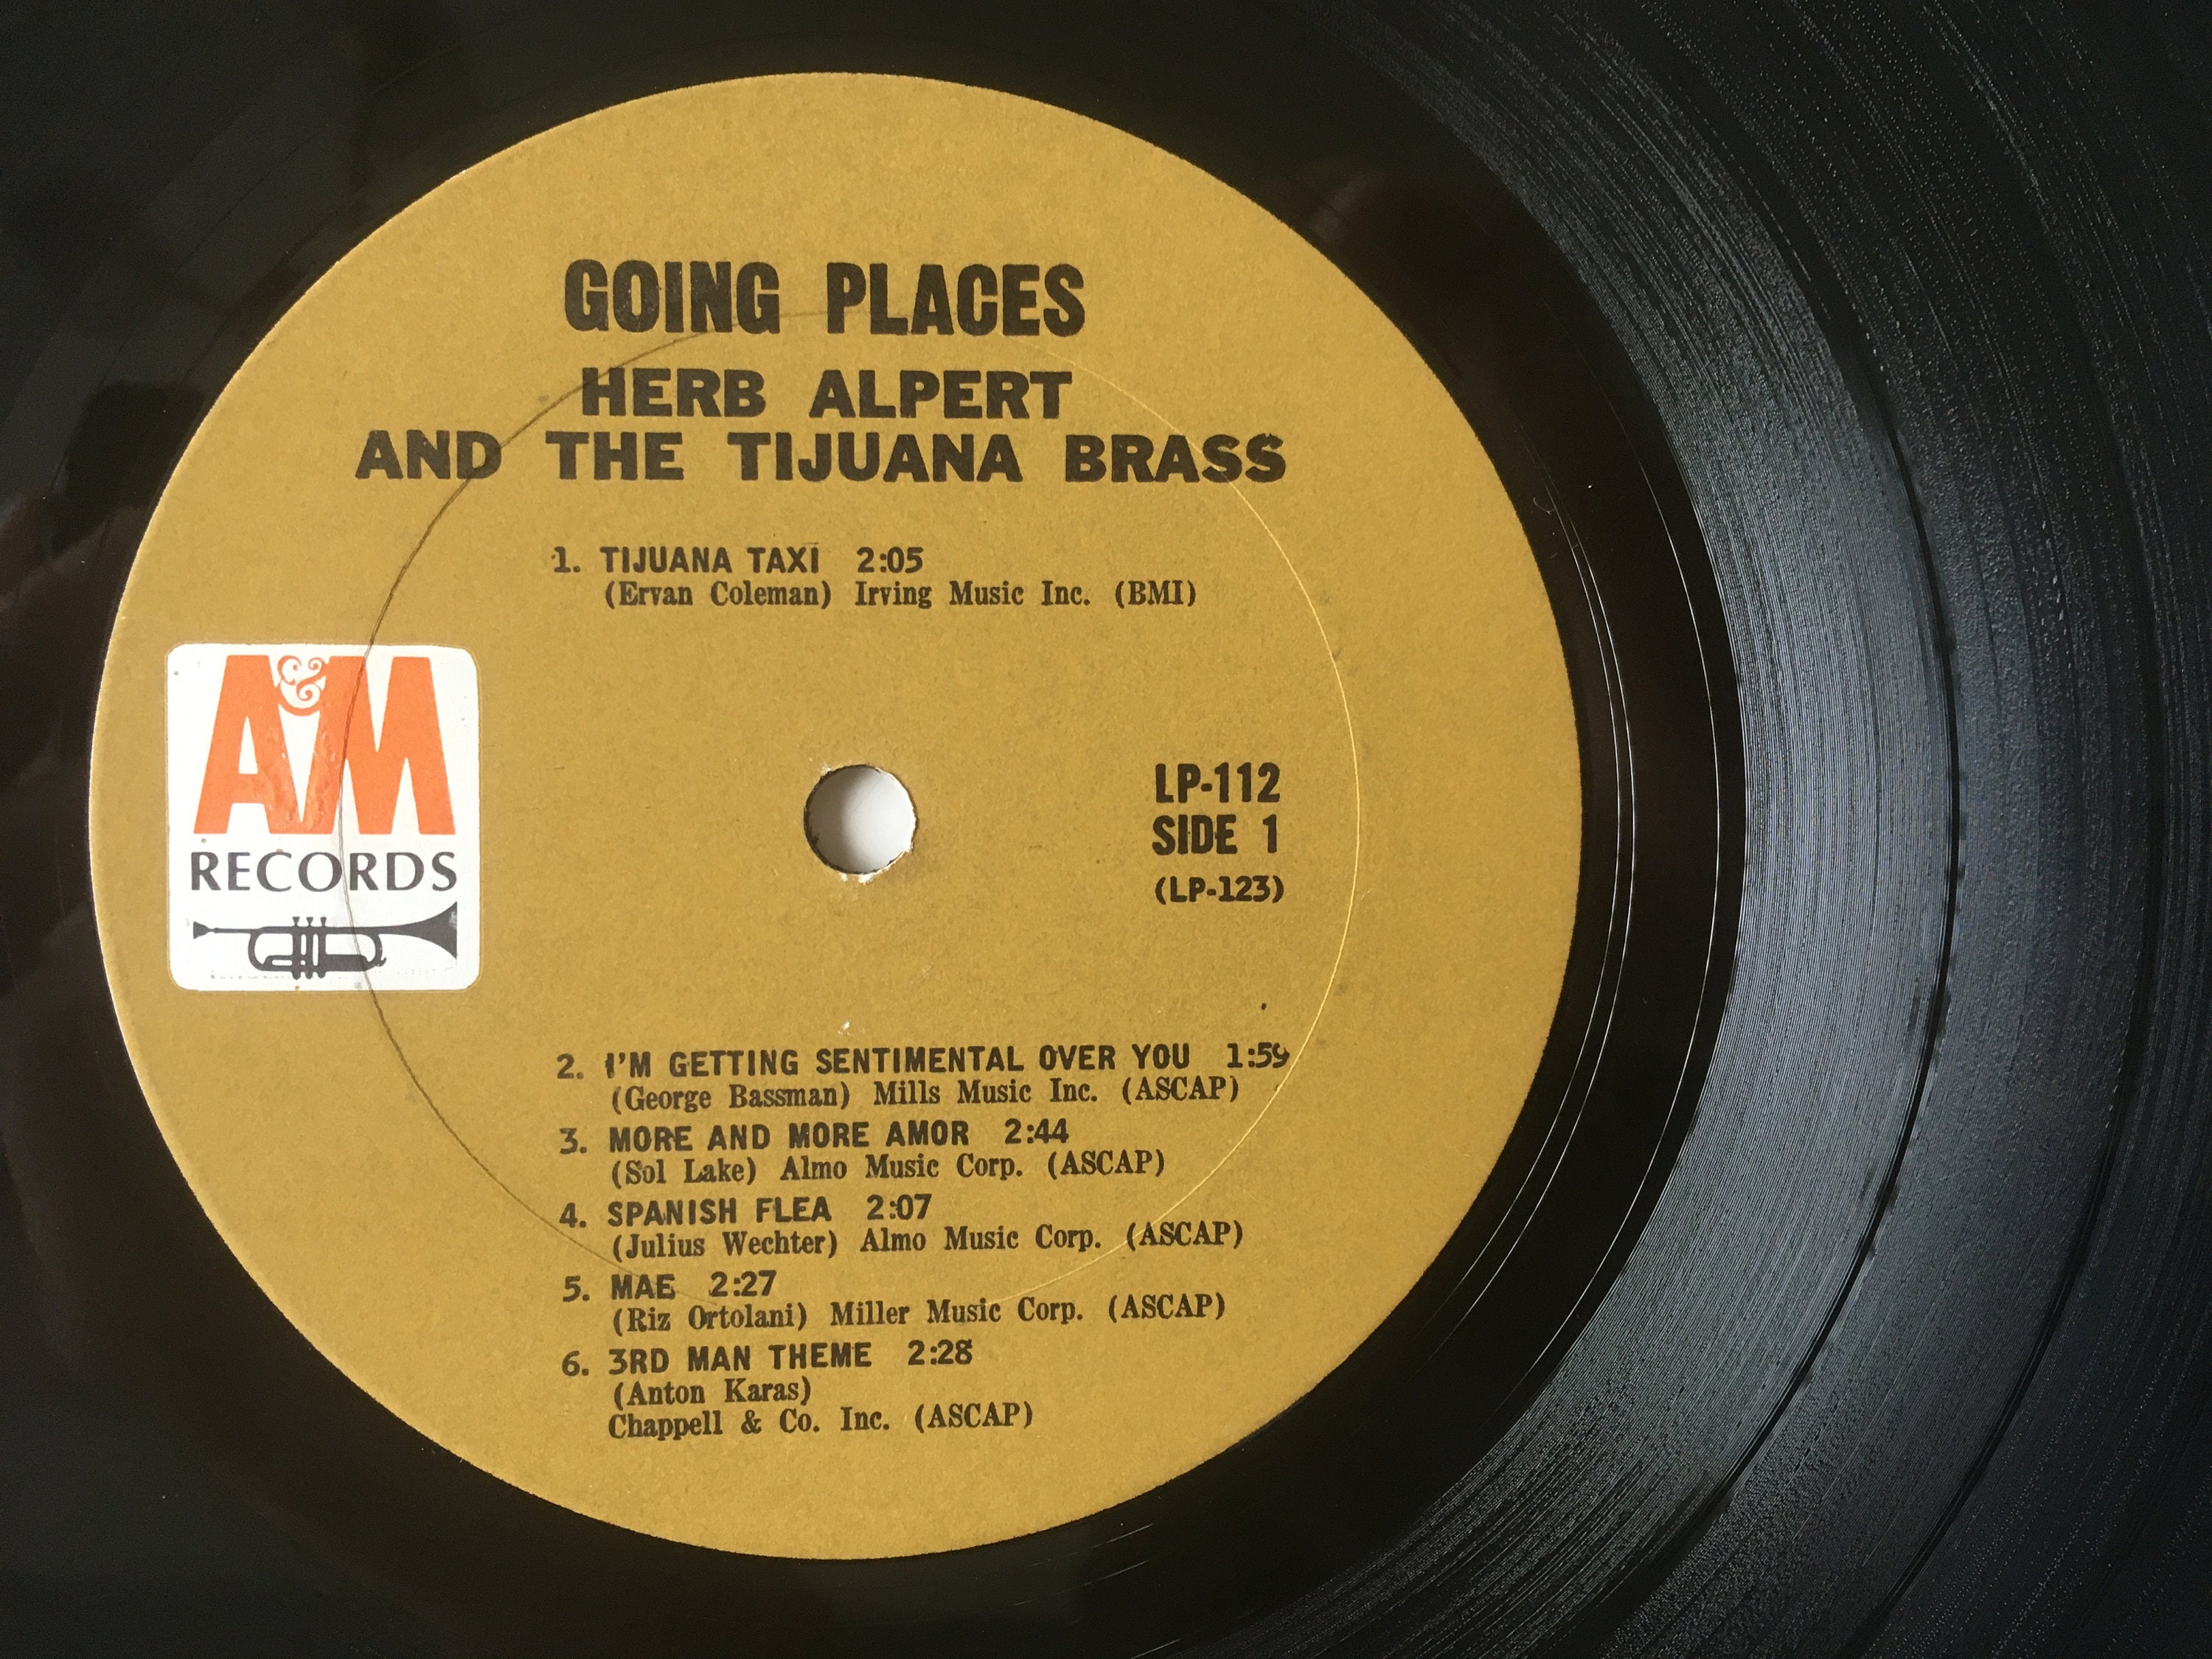 GOING PLACES
HERB ALPERT
AND THE TIJUANA BRASS
1. TIJUANA TAXI 2:05
(Ervan Coleman) Irving Music Inc. (BMI)
A&M
RECORDS
LP-112
SIDE 1
(LP-123)
2. I'M GETTING SENTIMENTAL OVER YOU 1:59
(George Bassman) Mills Music Inc. (ASCAP)
3. MORE AND MORE AMOR 2:44
(Sol Lake) Almo Music Corp. (ASCAP)
4. SPANISH FLEA 2:07
(Julius Wechter) Almo Music Corp. (ASCAP)
5. MAE 2:27
(Riz Ortolani) Miller Music Corp. (ASCAP)
6. 3RD MAN THEME 2:28
(Anton Karas)
Chappell & Co. Inc. (ASCAP)